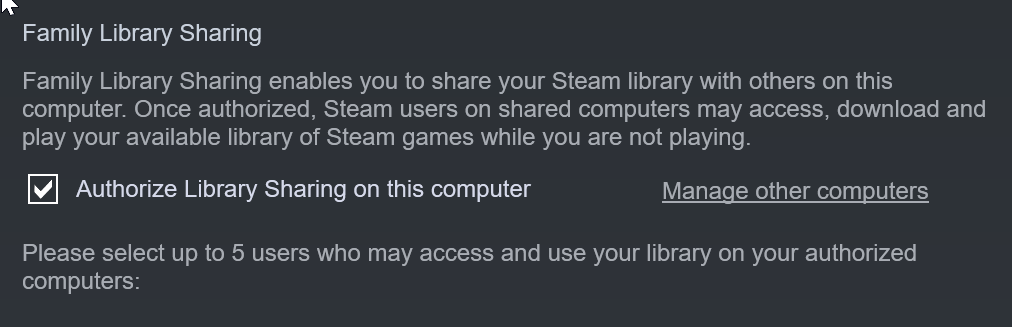 Family Library Sharing
Family Library Sharing enables you to share your Steam library with others on this
computer. Once authorized, Steam users on shared computers may access, download and
play your available library of Steam games while you are not playing.
Authorize Library Sharing on this computer
Manage other computers
Please select up to 5 users who may access and use your library on your authorized
computers: